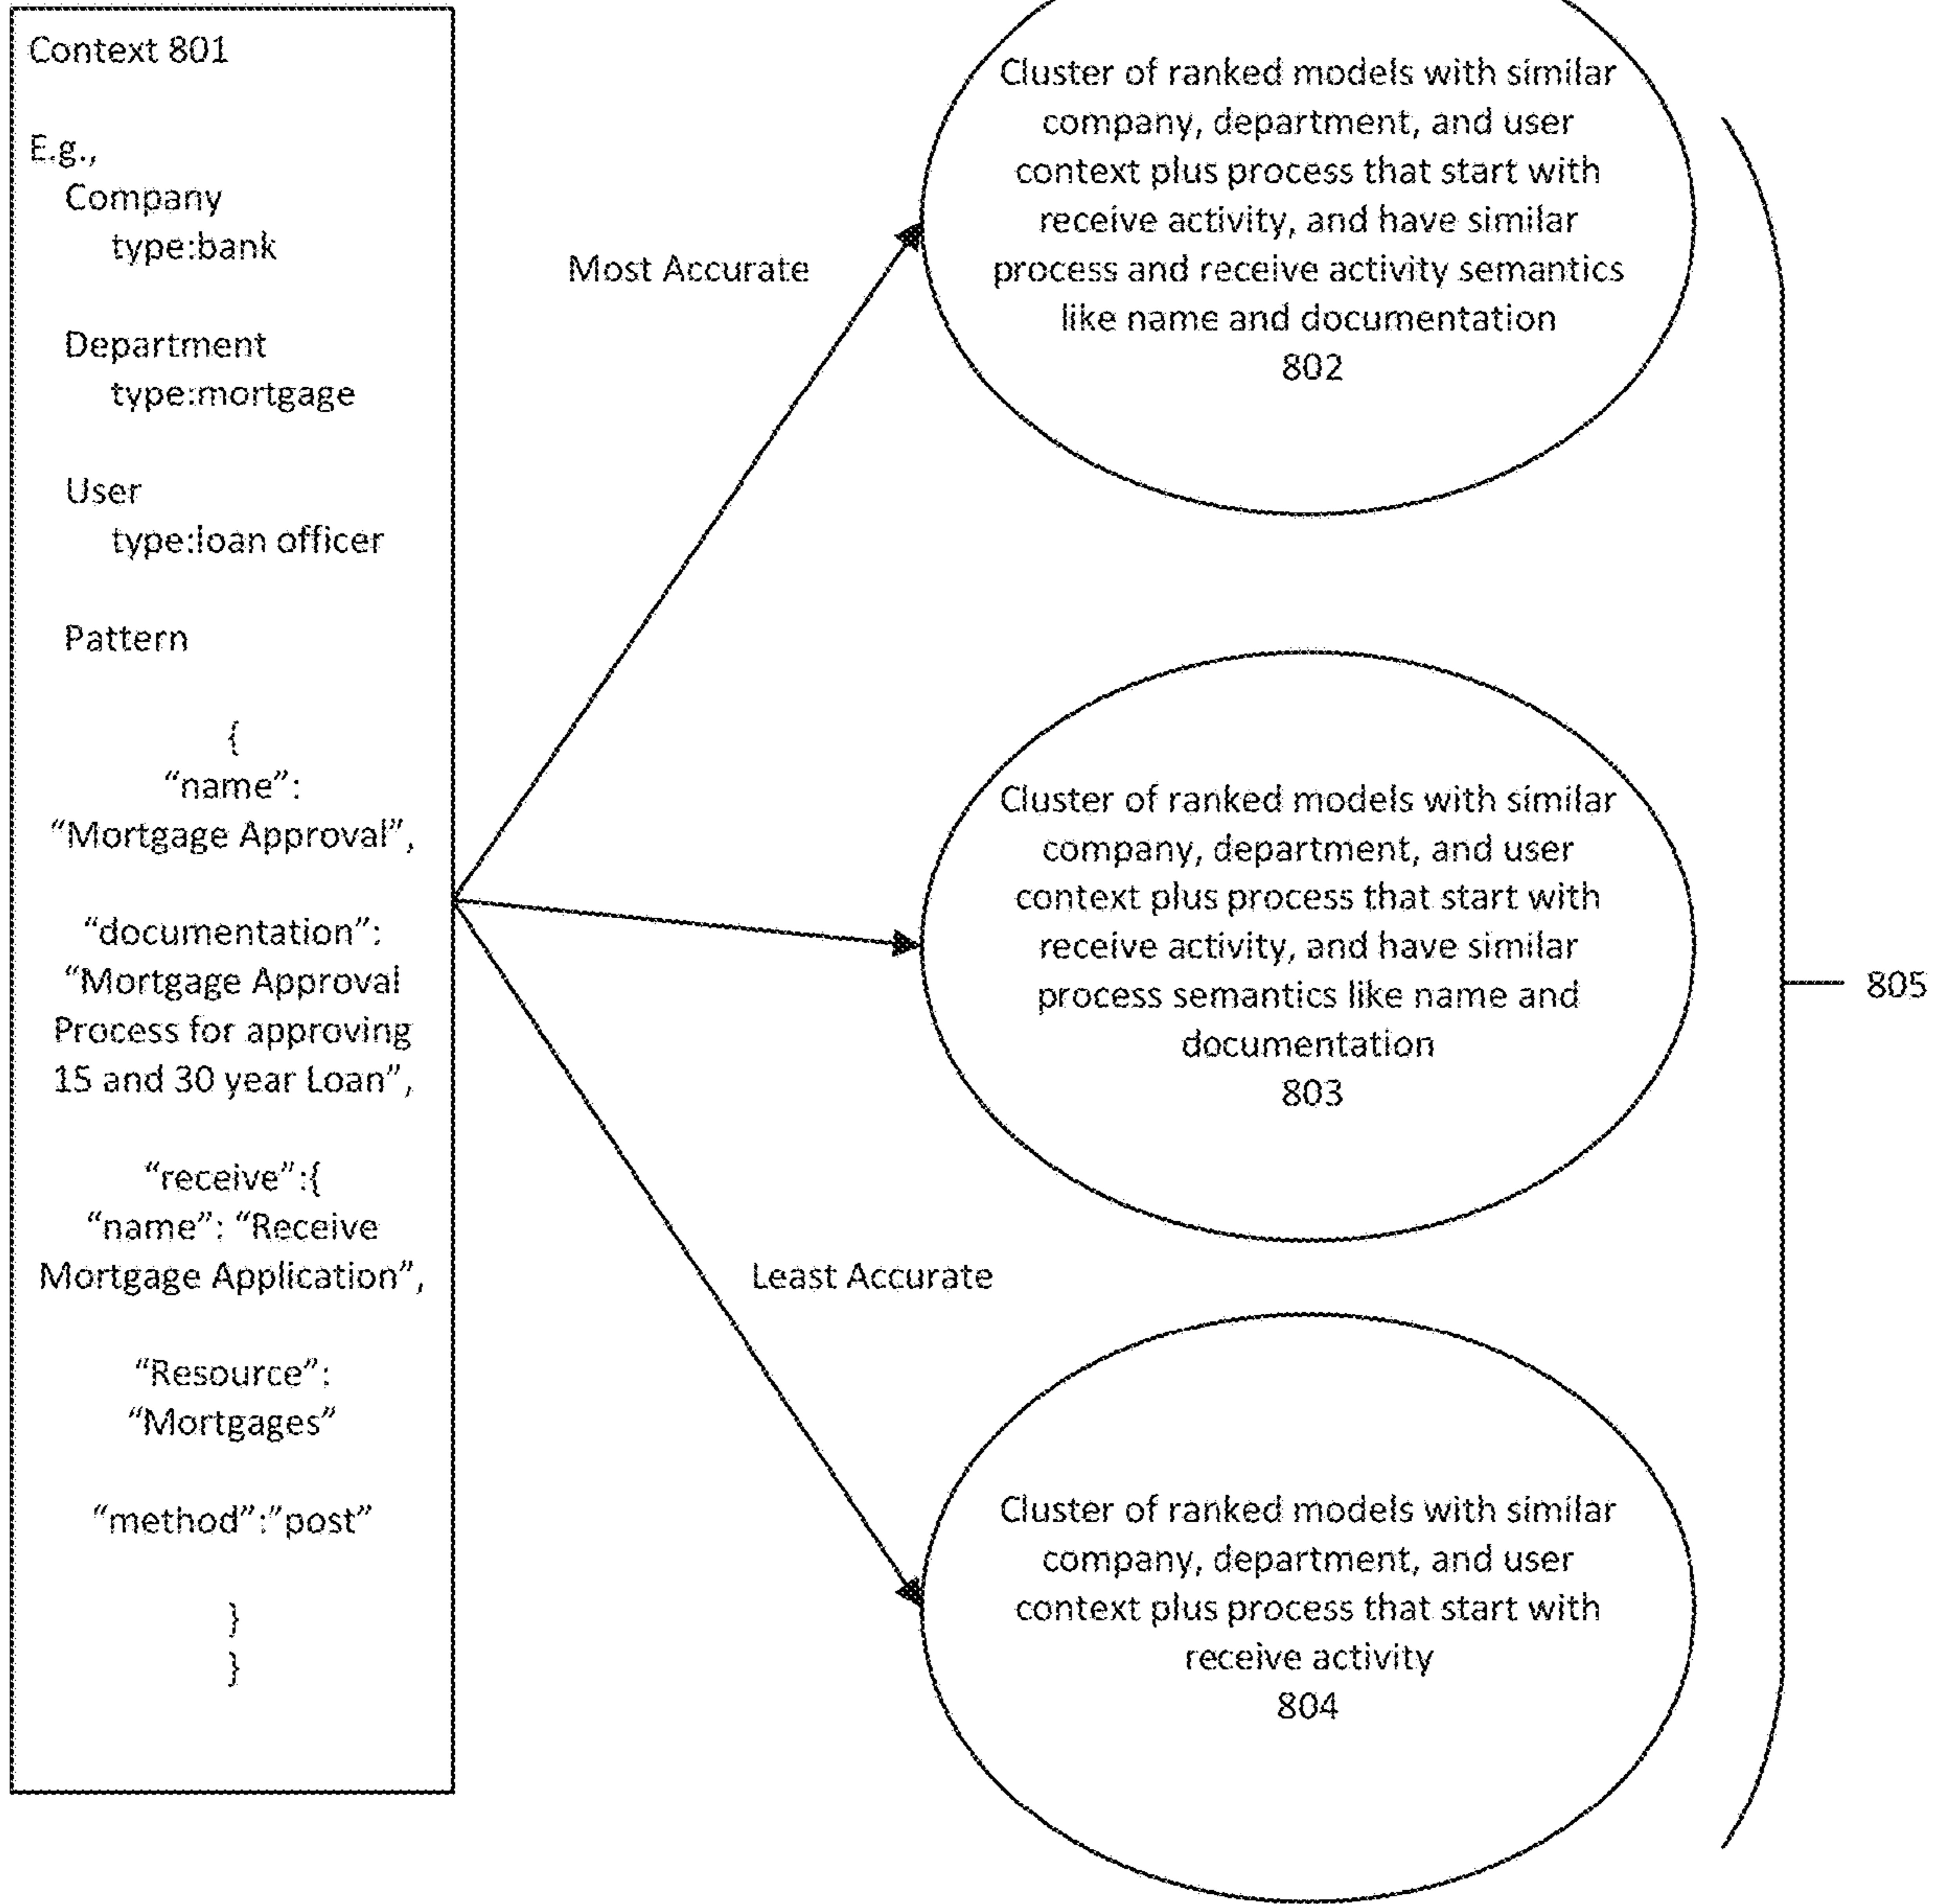 Context 801
E.g.,
Company
type:bank
Department
type:mortgage
User
type:loan officer
Pattern
{
“name”:
“Mortgage Approval”,
“documentation”:
“Mortgage Approval
Process for approving
15 and 30 year Loan”,
“receive”:{
“name”: “Receive
Mortgage Application”,
“Resource”:
“Mortgages”
“method”:”post”
}
}
Most Accurate
Least Accurate
Cluster of ranked models with similar
company, department, and user
context plus process that start with
receive activity, and have similar
process and receive activity semantics
like name and documentation
802
Cluster of ranked models with similar
company, department, and user
context plus process that start with
receive activity, and have similar
process semantics like name and
documentation
803
Cluster of ranked models with similar
company, department, and user
context plus process that start with
receive activity
804
805